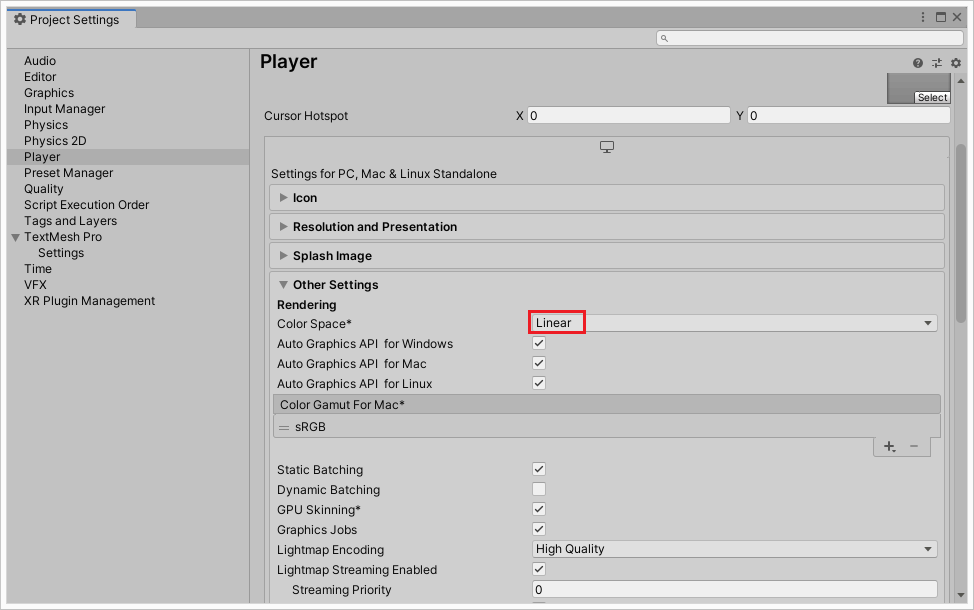 Project Settings
Audio
Editor
Graphics
Input Manager
Physics
Physics 2D
Player
Preset Manager
Quality
Script Execution Order
Tags and Layers
TextMesh Pro
Settings
Time
VFX
XR Plugin Management
Player
Select
Cursor Hotspot X 0 Y 0
Settings for PC, Mac & Linux Standalone
Icon
Resolution and Presentation
Splash Image
Other Settings
Rendering
Color Space* Linear
Auto Graphics API for Windows
Auto Graphics API for Mac
Auto Graphics API for Linux
Color Gamut For Mac*
sRGB
Static Batching
Dynamic Batching
GPU Skinning*
Graphics Jobs
Lightmap Encoding High Quality
Lightmap Streaming Enabled
Streaming Priority 0